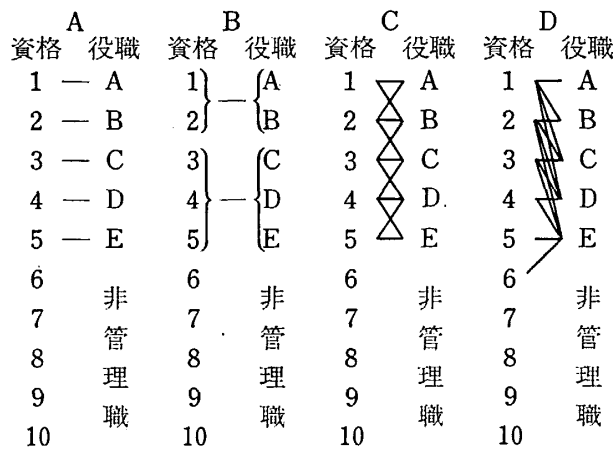 A B C D
資格 役職 資格 役職 資格 役職 資格 役職
1 — A 1 — A 1 A 1 A
2 — B 2 B 2 B 2 B
3 — C 3 — C 3 C 3 C
4 — D 4 D 4 D 4 D
5 — E 5 E 5 E 5 E
6 6 6 6
非 非 非 非
7 7 7 7
管 管 管 管
8 8 8 8
理 理 理 理
9 9 9 9
職 職 職 職
10 10 10 10